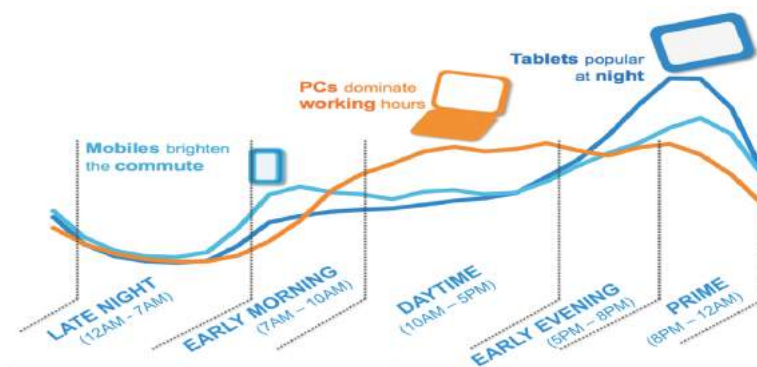 Tablets popular
at night
PCs dominate
working hours
Mobiles brighten
the commute
LATE NIGHT
(12AM - 7AM)
EARLY MORNING
(7AM – 10AM)
DAYTIME
(10AM – 5PM)
EARLY EVENING
(5PM – 8PM)
PRIME
(8PM – 12AM)